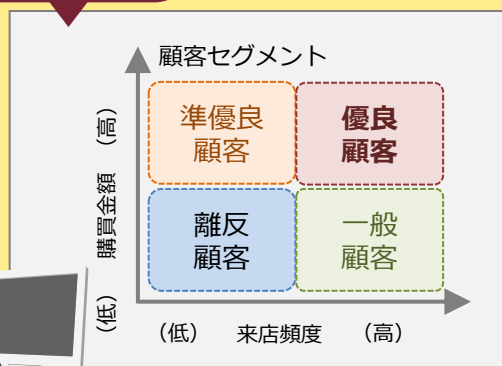 顧客セグメント
準優良
顧客
優良
顧客
離反
顧客
一般
顧客
(低) 購買金額 (高)
(低) 来店頻度 (高)